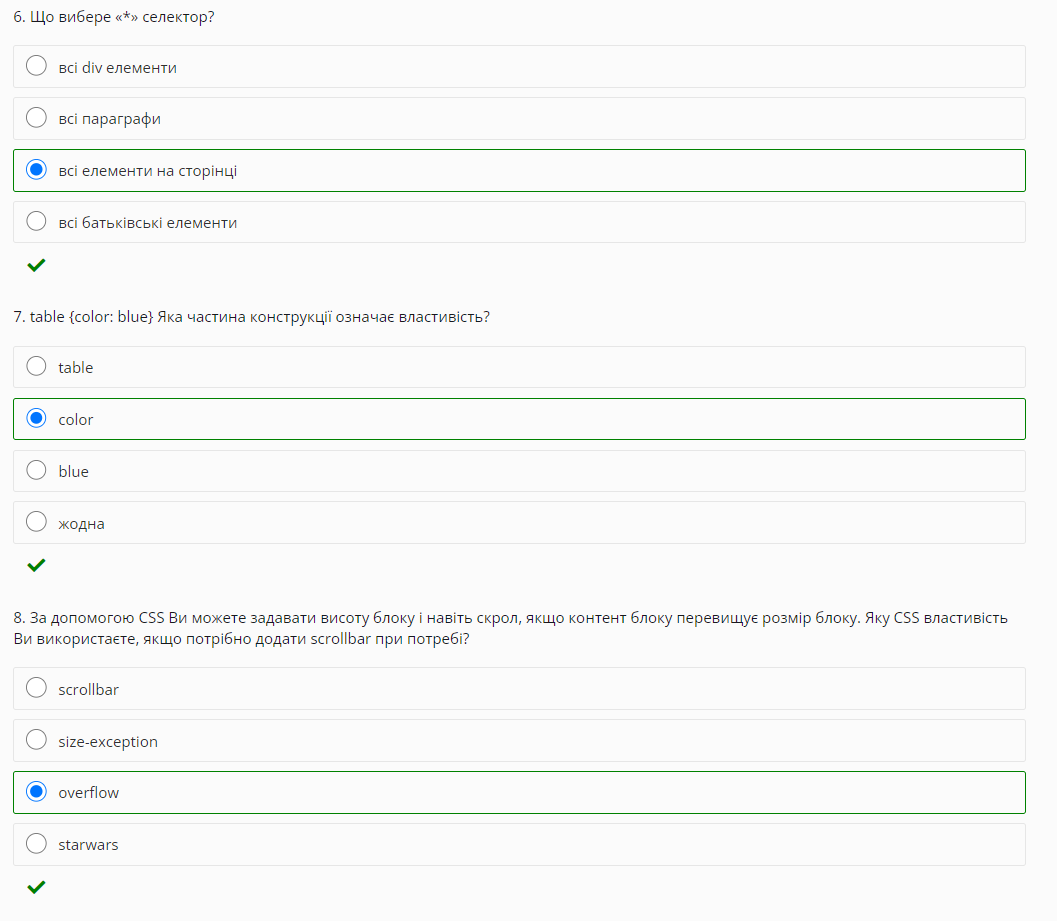 6. Що вибере «*» селектор?
всі div елементи
всі параграфи
всі елементи на сторінці
всі батьківські елементи
7. table {color: blue} Яка частина конструкції означає властивість?
table
color
blue
жодна
8. За допомогою CSS Ви можете задавати висоту блоку і навіть скрол, якщо контент блоку перевищує розмір блоку. Яку CSS властивість
Ви використаєте, якщо потрібно додати scrollbar при потребі?
scrollbar
size-exception
overflow
starwars